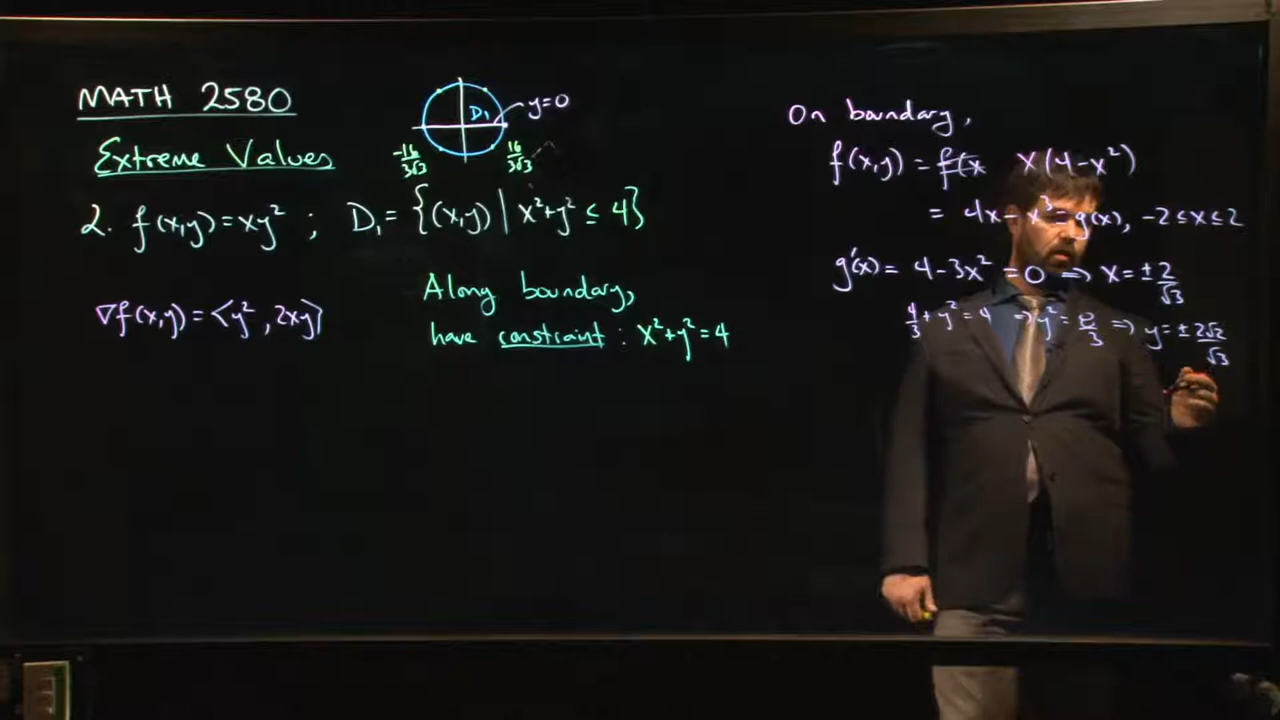 MATH 2580
Extreme Values
D₁
y=0
-16/3√3
16/3√3
2. f(x,y)=xy² ; D₁ = {(x,y) | x²+y² ≤ 4}
∇f(x,y)=⟨y², 2xy⟩
Along boundary,
have constraint : x²+y²=4
On boundary,
f(x,y) = f(x x(4-x²)
= 4x-x³=g(x), -2≤x≤2
g'(x) = 4-3x² = 0 ⇒ x=±2/√3
4/3+y²=4 ⇒y²=8/3 ⇒ y=±2√2/√3